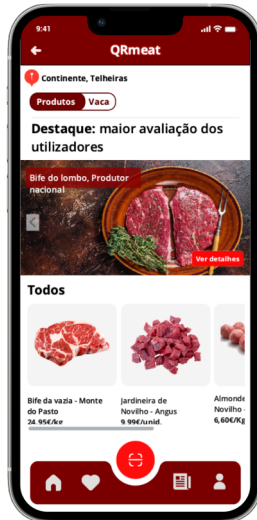 9:41
QRmeat
Continente, Telheiras
Produtos Vaca
Destaque: maior avaliação dos
utilizadores
Bife do lombo, Produtor
nacional
Ver detalhes
Todos
Bife da vazia - Monte
do Pasto
24,95€/kg
Jardineira de
Novilho - Angus
9,99€/unid.
Almonde
Novilho -
6,60€/Kg